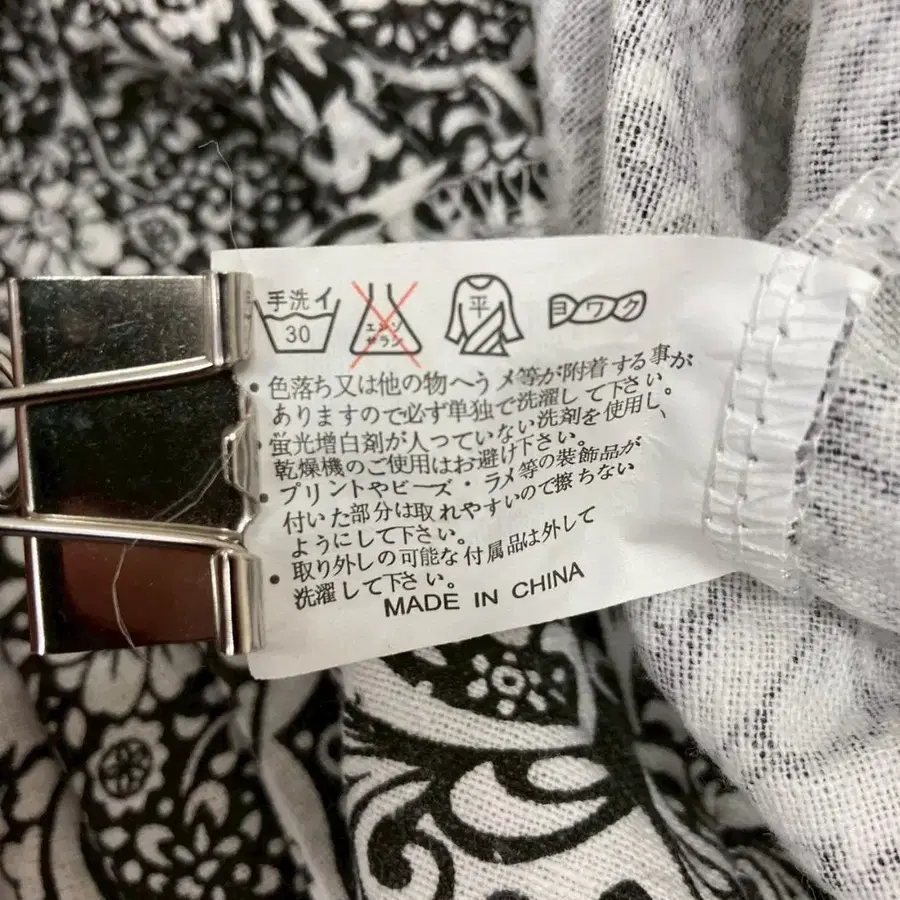 手洗イ
30
エンソ
サラシ
平
ヨワク
・色落ち又は他の物へうメ等が附着する事が
ありますので必ず単独で洗濯して下さい。
・蛍光増白剤が人つていない洗剤を使用し、
乾燥機のご使用はお避け下さい。
・プリントやビーズ・ラメ等の装飾品が
付いた部分は取れやすいので擦ちない
ようにして下さい。
・取り外しの可能な付属品は外して
洗濯して下さい。
MADE IN CHINA